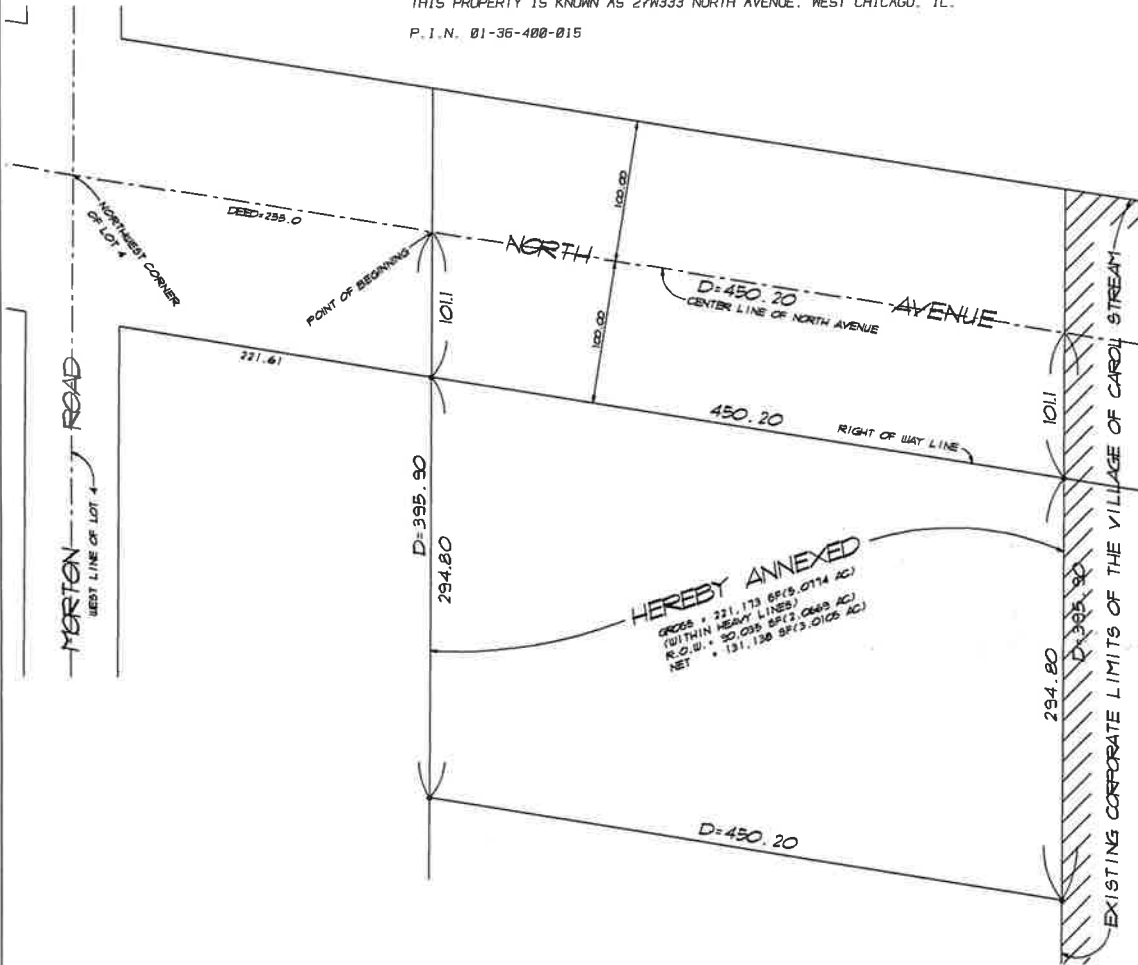 THIS PROPERTY IS KNOWN AS 27W333 NORTH AVENUE. WEST CHICAGO. IL.
P.I.N. 01-36-400-015
NORTHWEST CORNER
OF LOT 4
DEED=235.0
POINT OF BEGINNING
NORTH
AVENUE
100.00
100.00
D=450.20
CENTER LINE OF NORTH AVENUE
101.1
101.1
221.61
450.20
RIGHT OF WAY LINE
MORTON ROAD
WEST LINE OF LOT 4
D=395.90
294.80
HEREBY ANNEXED
GROSS = 221,173 SF(5.0774 AC)
(WITHIN HEAVY LINES)
R.O.W. = 90,035 SF(2.0669 AC)
NET = 131,138 SF(3.0105 AC)
294.80
D=395.90
D=450.20
EXISTING CORPORATE LIMITS OF THE VILLAGE OF CAROL STREAM